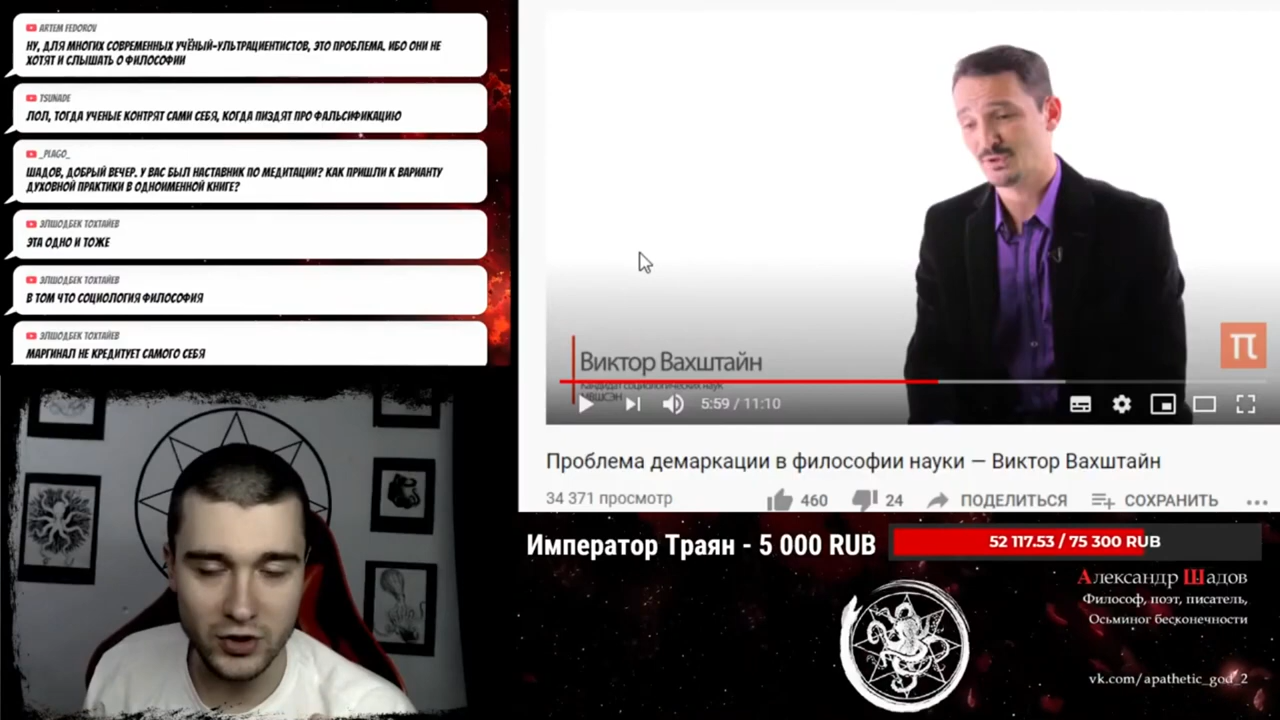 ARTEM FEDOROV
НУ, ДЛЯ МНОГИХ СОВРЕМЕННЫХ УЧЁНЫЙ-УЛЬТРАЦИЕНТИСТОВ, ЭТО ПРОБЛЕМА. ИБО ОНИ НЕ
ХОТЯТ И СЛЫШАТЬ О ФИЛОСОФИИ
TSUNADE
ЛОЛ, ТОГДА УЧЕНЫЕ КОНТРЯТ САМИ СЕБЯ, КОГДА ПИЗДЯТ ПРО ФАЛЬСИФИКАЦИЮ
_PLAGO_
ШАДОВ, ДОБРЫЙ ВЕЧЕР. У ВАС БЫЛ НАСТАВНИК ПО МЕДИТАЦИИ? КАК ПРИШЛИ К ВАРИАНТУ
ДУХОВНОЙ ПРАКТИКИ В ОДНОИМЕННОЙ КНИГЕ?
ЭЛШОДБЕК ТОХТАЙЕВ
ЭТА ОДНО И ТОЖЕ
ЭЛШОДБЕК ТОХТАЙЕВ
В ТОМ ЧТО СОЦИОЛОГИЯ ФИЛОСОФИЯ
ЭЛШОДБЕК ТОХТАЙЕВ
МАРГИНАЛ НЕ КРЕДИТУЕТ САМОГО СЕБЯ
π
Виктор Вахштайн
Кандидат социологических наук
МВШСЭН
5:59 / 11:10
Проблема демаркации в философии науки — Виктор Вахштайн
34 371 просмотр
460
24
ПОДЕЛИТЬСЯ
СОХРАНИТЬ
Император Траян - 5 000 RUB
52 117.53 / 75 300 RUB
Александр Шадов
Философ, поэт, писатель,
Осьминог бесконечности
vk.com/apathetic_god_2